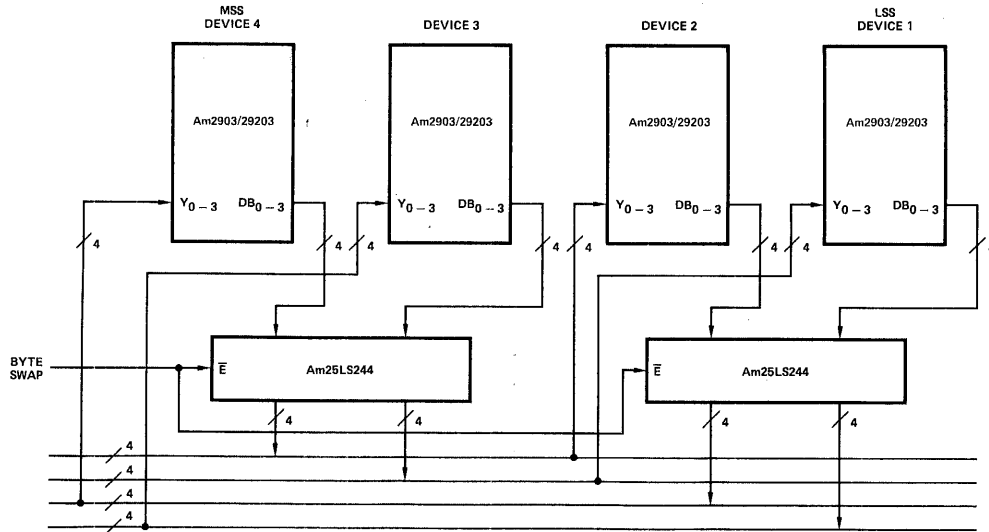 MSS
DEVICE 4
DEVICE 3
DEVICE 2
LSS
DEVICE 1
Am2903/29203
Am2903/29203
Am2903/29203
Am2903/29203
Y0–3 DB0–3
Y0–3 DB0–3
Y0–3 DB0–3
Y0–3 DB0–3
4
4
4
4
4
4
4
BYTE
SWAP
E̅
Am25LS244
E̅
Am25LS244
4
4
4
4
4
4
4
4